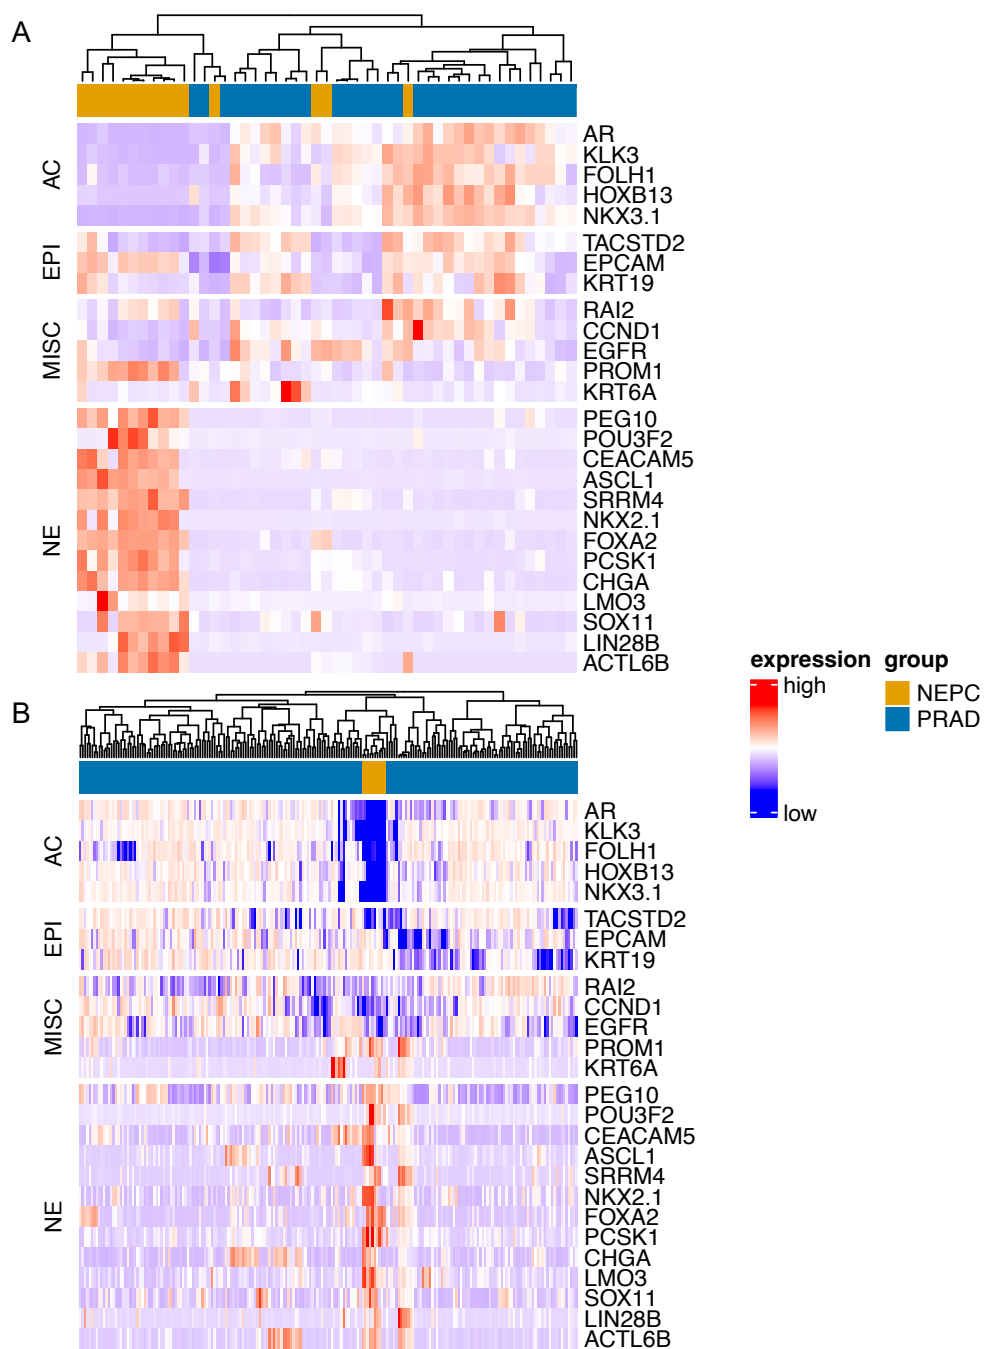 A
AC
AR
KLK3
FOLH1
HOXB13
NKX3.1
EPI
TACSTD2
EPCAM
KRT19
MISC
RAI2
CCND1
EGFR
PROM1
KRT6A
NE
PEG10
POU3F2
CEACAM5
ASCL1
SRRM4
NKX2.1
FOXA2
PCSK1
CHGA
LMO3
SOX11
LIN28B
ACTL6B
expression
high
low
group
NEPC
PRAD
B
AC
AR
KLK3
FOLH1
HOXB13
NKX3.1
EPI
TACSTD2
EPCAM
KRT19
MISC
RAI2
CCND1
EGFR
PROM1
KRT6A
NE
PEG10
POU3F2
CEACAM5
ASCL1
SRRM4
NKX2.1
FOXA2
PCSK1
CHGA
LMO3
SOX11
LIN28B
ACTL6B